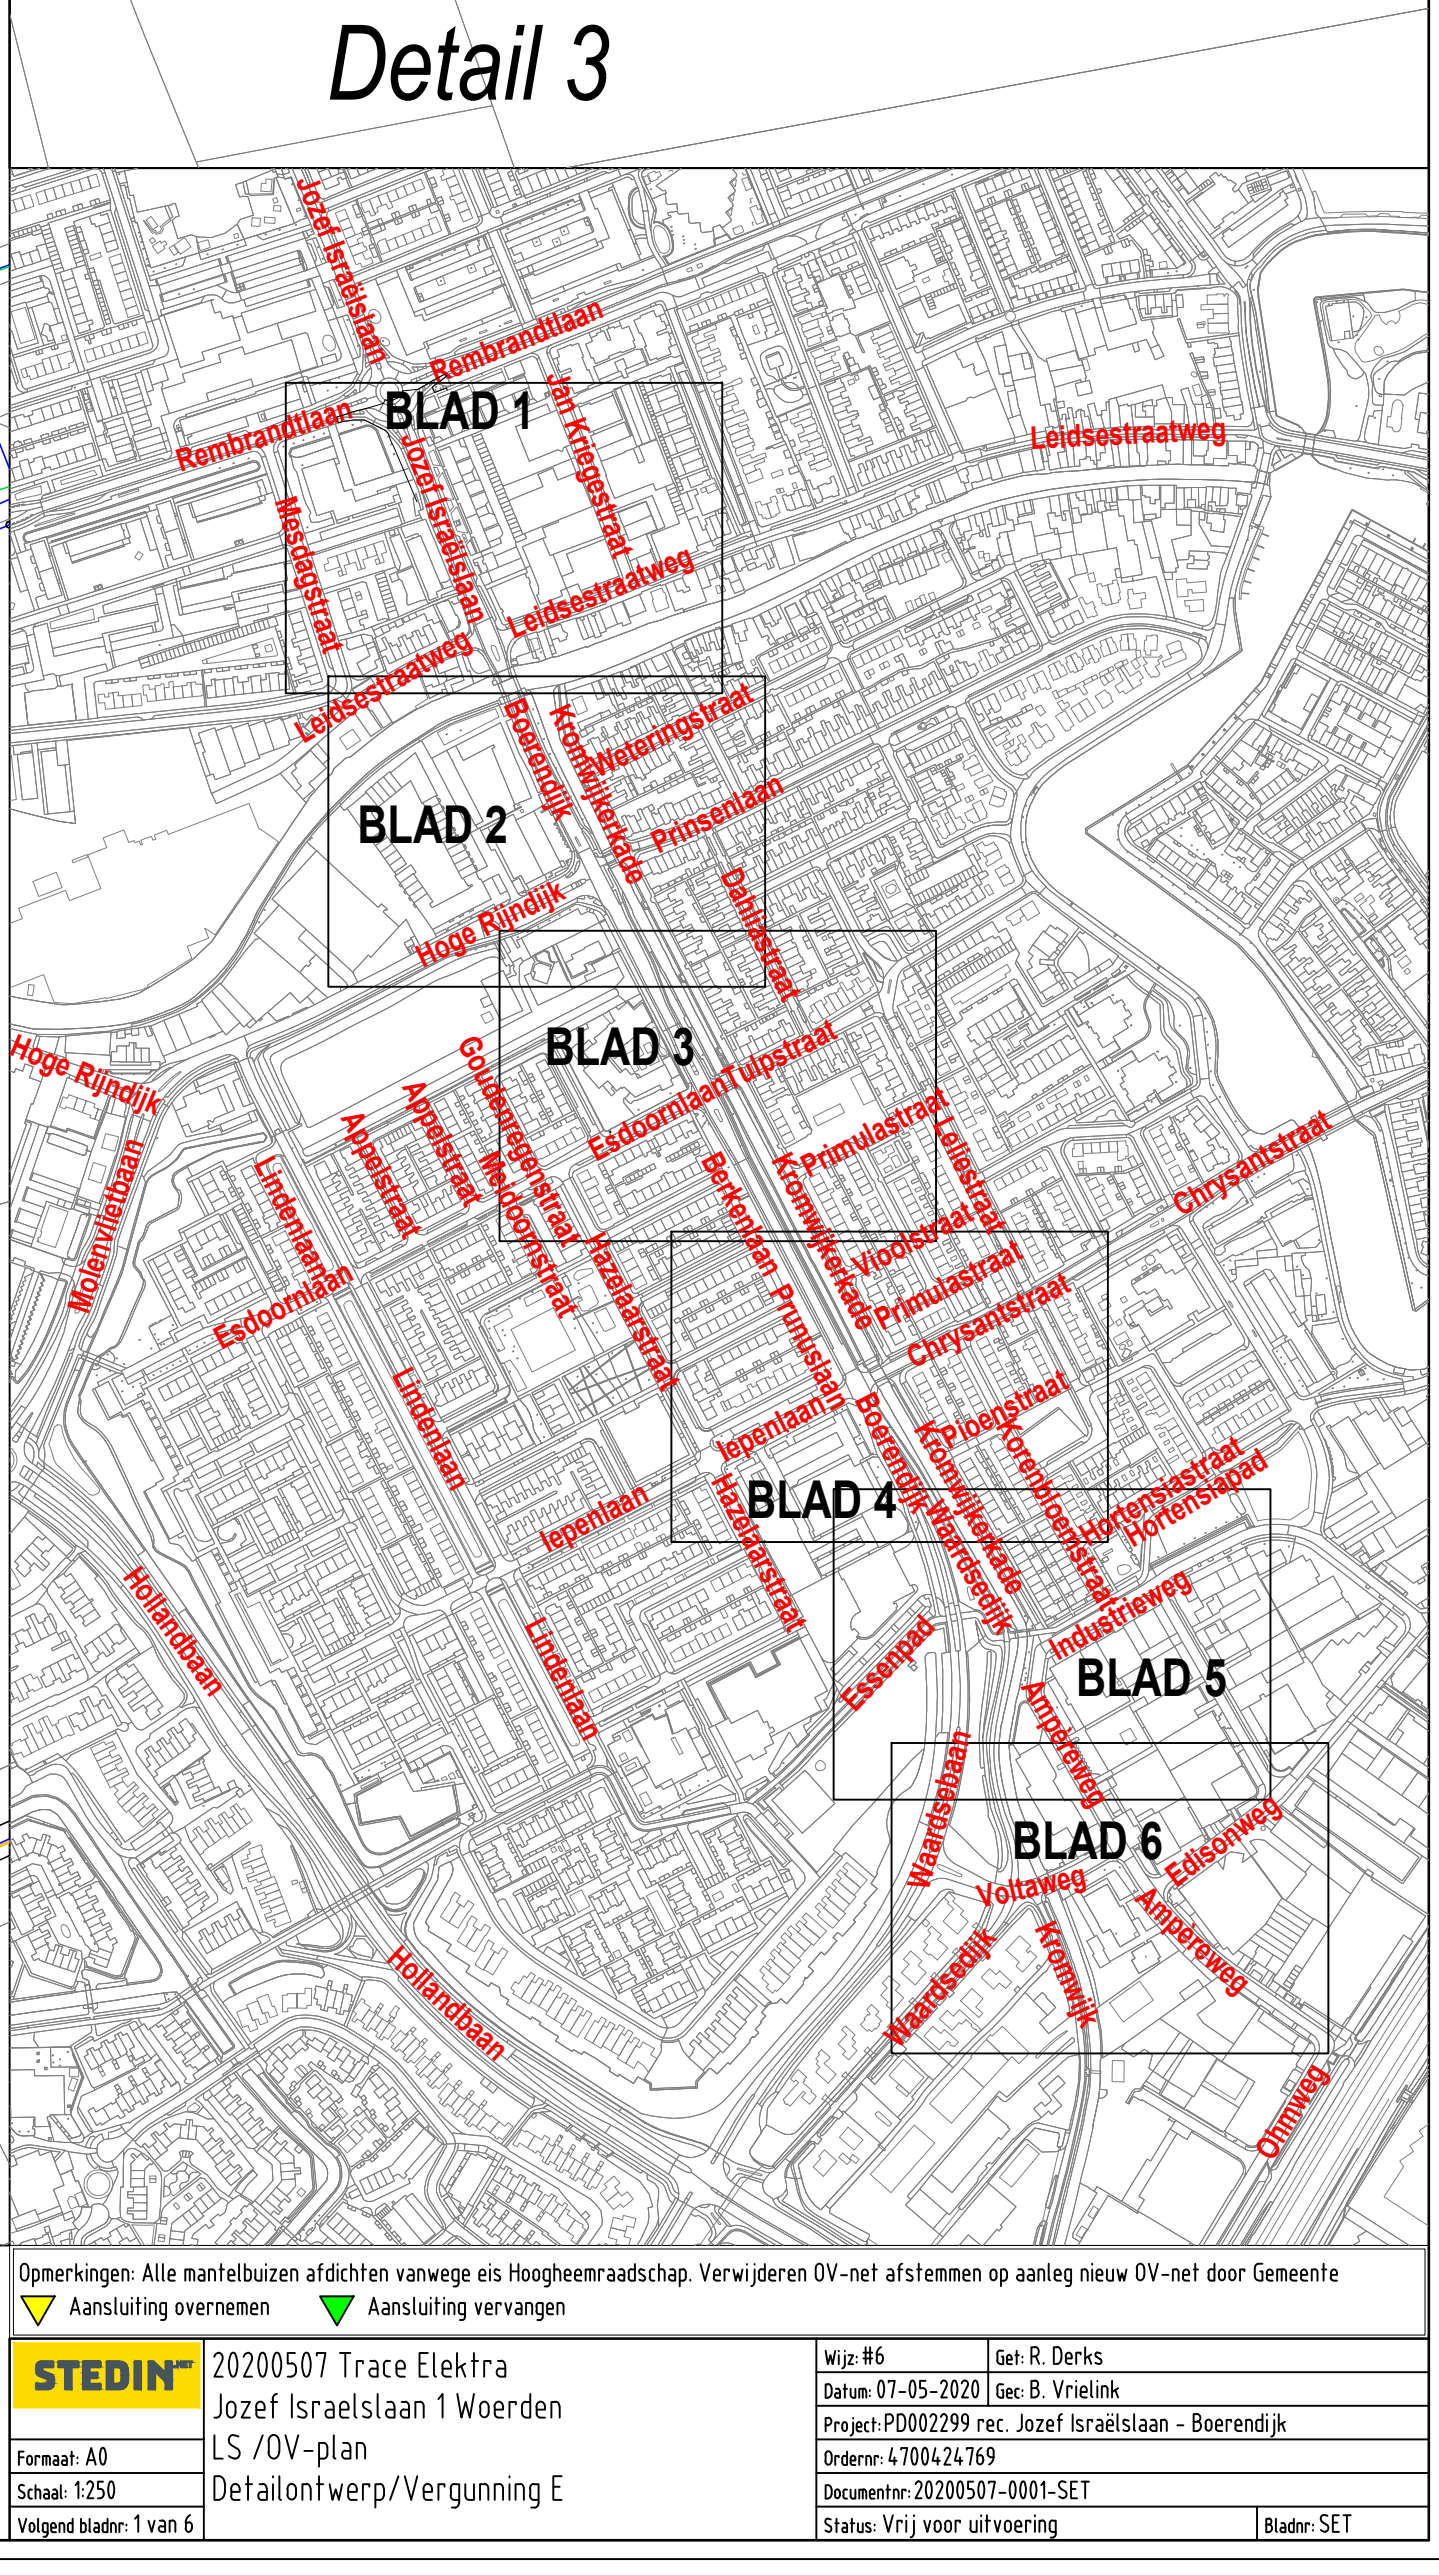 Detail 3
Jozef Israëlslaan
Rembrandtlaan
Rembrandtlaan
BLAD 1
Jan Kriegestraat
Leidsestraatweg
Jozef Israëlslaan
Mesdagstraat
Leidsestraatweg
Leidsestraatweg
Boerendijk
Kromwijkerkade
Weteringstraat
BLAD 2
Prinsenlaan
Dahliastraat
Hoge Rijndijk
BLAD 3
Hoge Rijndijk
Goudenregenstraat
Tulpstraat
Esdoornlaan
Appelstraat
Appelstraat
Meidoornstraat
Primulastraat
Leliestraat
Chrysantstraat
Molenvlietbaan
Lindenlaan
Esdoornlaan
Berkenlaan
Kromwijkerkade
Vioolstraat
Hazelaarstraat
Primulastraat
Prunuslaan
Chrysantstraat
Lindenlaan
Iepenlaan
Boerendijk
Pioenstraat
Kromwijkerkade
Korenbloemstraat
Hortensiastraat
Hortensiapad
BLAD 4
Iepenlaan
Hazelaarstraat
Waardsedijk
Hollandbaan
Lindenlaan
Essenpad
Industrieweg
BLAD 5
Ampèreweg
Waardsebaan
BLAD 6
Edisonweg
Voltaweg
Ampèreweg
Waardsedijk
Kromwijk
Hollandbaan
Ohmweg
Opmerkingen: Alle mantelbuizen afdichten vanwege eis Hoogheemraadschap. Verwijderen OV-net afstemmen op aanleg nieuw OV-net door Gemeente
Aansluiting overnemen Aansluiting vervangen
STEDIN.NET
20200507 Trace Elektra
Jozef Israelslaan 1 Woerden
LS /OV-plan
Detailontwerp/Vergunning E
Formaat: A0
Schaal: 1:250
Volgend bladnr: 1 van 6
Wijz: #6 Get: R. Derks
Datum: 07-05-2020 Gec: B. Vrielink
Project: PD002299 rec. Jozef Israëlslaan - Boerendijk
Ordernr: 4700424769
Documentnr: 20200507-0001-SET
Status: Vrij voor uitvoering Bladnr: SET